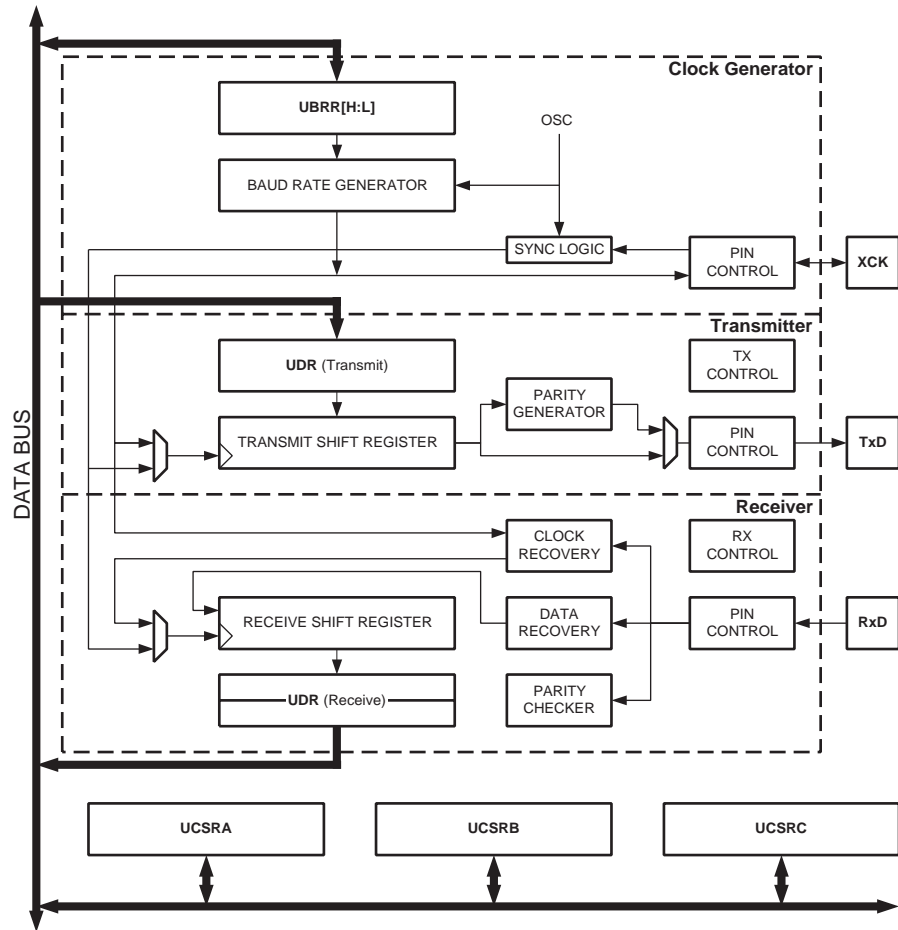 Clock Generator
UBRR[H:L]
OSC
BAUD RATE GENERATOR
SYNC LOGIC
PIN
CONTROL
XCK
Transmitter
UDR (Transmit)
TX
CONTROL
PARITY
GENERATOR
TRANSMIT SHIFT REGISTER
PIN
CONTROL
TxD
DATA BUS
Receiver
CLOCK
RECOVERY
RX
CONTROL
RECEIVE SHIFT REGISTER
DATA
RECOVERY
PIN
CONTROL
RxD
UDR (Receive)
PARITY
CHECKER
UCSRA
UCSRB
UCSRC